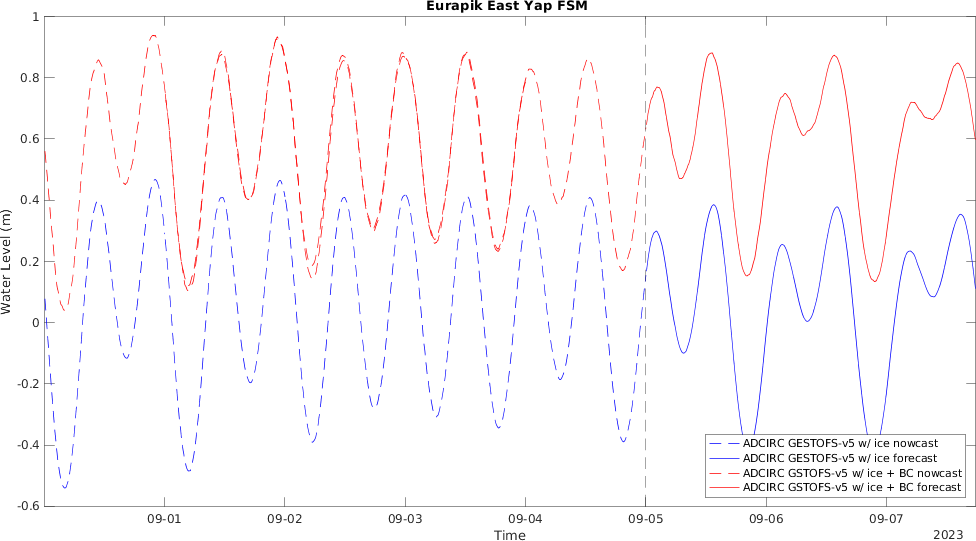 Eurapik East Yap FSM
1
0.8
0.6
0.4
0.2
0
-0.2
-0.4
-0.6
Water Level (m)
09-01
09-02
09-03
09-04
09-05
09-06
09-07
Time
2023
ADCIRC GESTOFS-v5 w/ ice nowcast
ADCIRC GESTOFS-v5 w/ ice forecast
ADCIRC GSTOFS-v5 w/ ice + BC nowcast
ADCIRC GSTOFS-v5 w/ ice + BC forecast